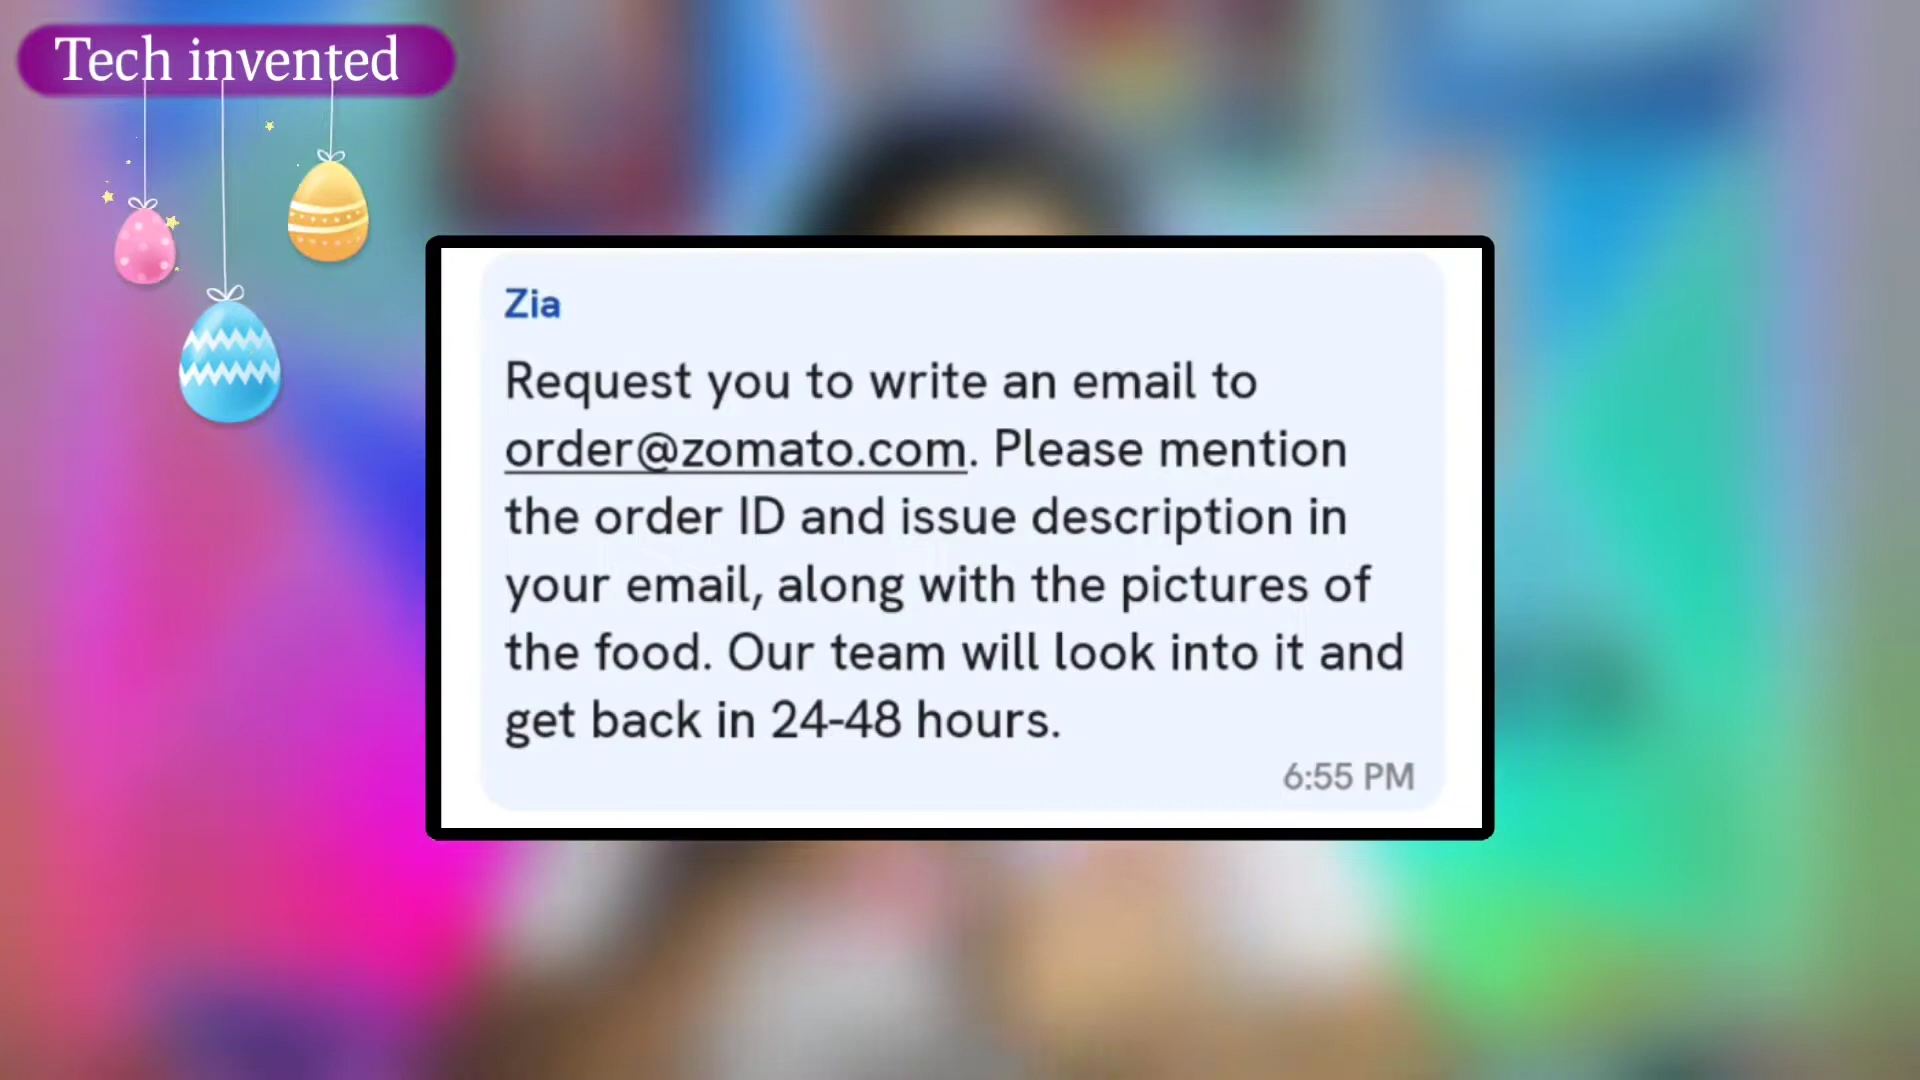 Tech invented
Zia
Request you to write an email to
order@zomato.com. Please mention
the order ID and issue description in
your email, along with the pictures of
the food. Our team will look into it and
get back in 24-48 hours.
6:55 PM